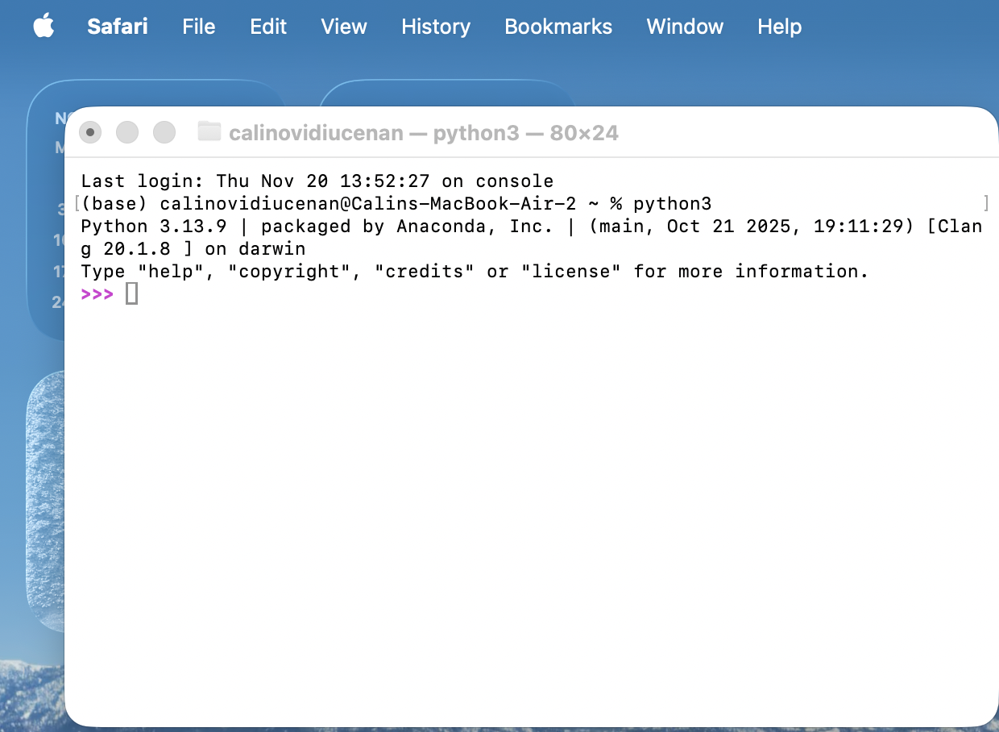 Safari File Edit View History Bookmarks Window Help
calinovidiucenan — python3 — 80×24
Last login: Thu Nov 20 13:52:27 on console
[(base) calinovidiucenan@Calins-MacBook-Air-2 ~ % python3 ]
Python 3.13.9 | packaged by Anaconda, Inc. | (main, Oct 21 2025, 19:11:29) [Clan
g 20.1.8 ] on darwin
Type "help", "copyright", "credits" or "license" for more information.
>>>